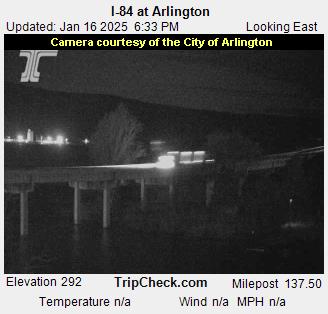 I-84 at Arlington
Updated: Jan 16 2025 6:33 PM Looking East
Camera courtesy of the City of Arlington
Elevation 292 TripCheck.com Milepost 137.50
Temperature n/a Wind n/a MPH n/a